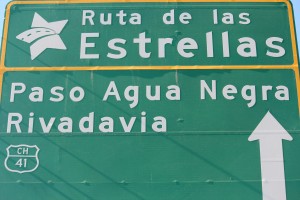 Ruta de las
Estrellas
Paso Agua Negra
Rivadavia
CH
41